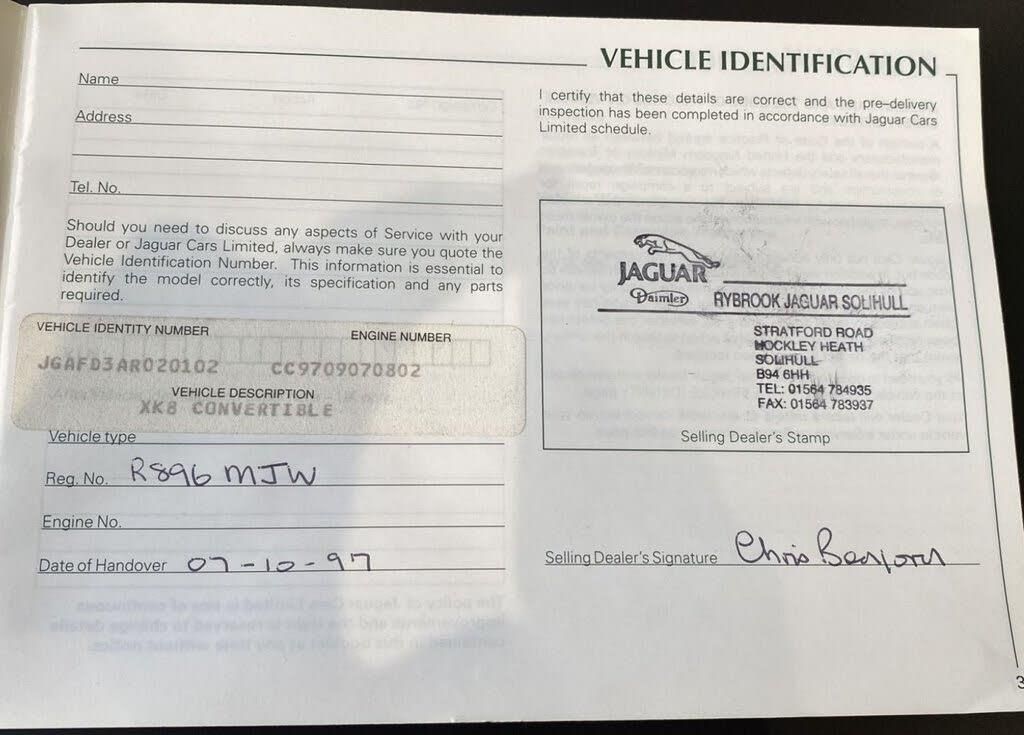 VEHICLE IDENTIFICATION
Name
Address
Tel. No.
Should you need to discuss any aspects of Service with your
Dealer or Jaguar Cars Limited, always make sure you quote the
Vehicle Identification Number. This information is essential to
identify the model correctly, its specification and any parts
required.
VEHICLE IDENTITY NUMBER
ENGINE NUMBER
JGAFD3AR020102
CC9709070802
VEHICLE DESCRIPTION
XK8 CONVERTIBLE
Vehicle type
Reg. No. R896 MJW
Engine No.
Date of Handover 07-10-97
I certify that these details are correct and the pre-delivery
inspection has been completed in accordance with Jaguar Cars
Limited schedule.
JAGUAR
Daimler RYBROOK JAGUAR SOLIHULL
STRATFORD ROAD
HOCKLEY HEATH
SOLIHULL
B94 6HH
TEL: 01564 784935
FAX: 01564 783937
Selling Dealer's Stamp
Selling Dealer's Signature Chris
3